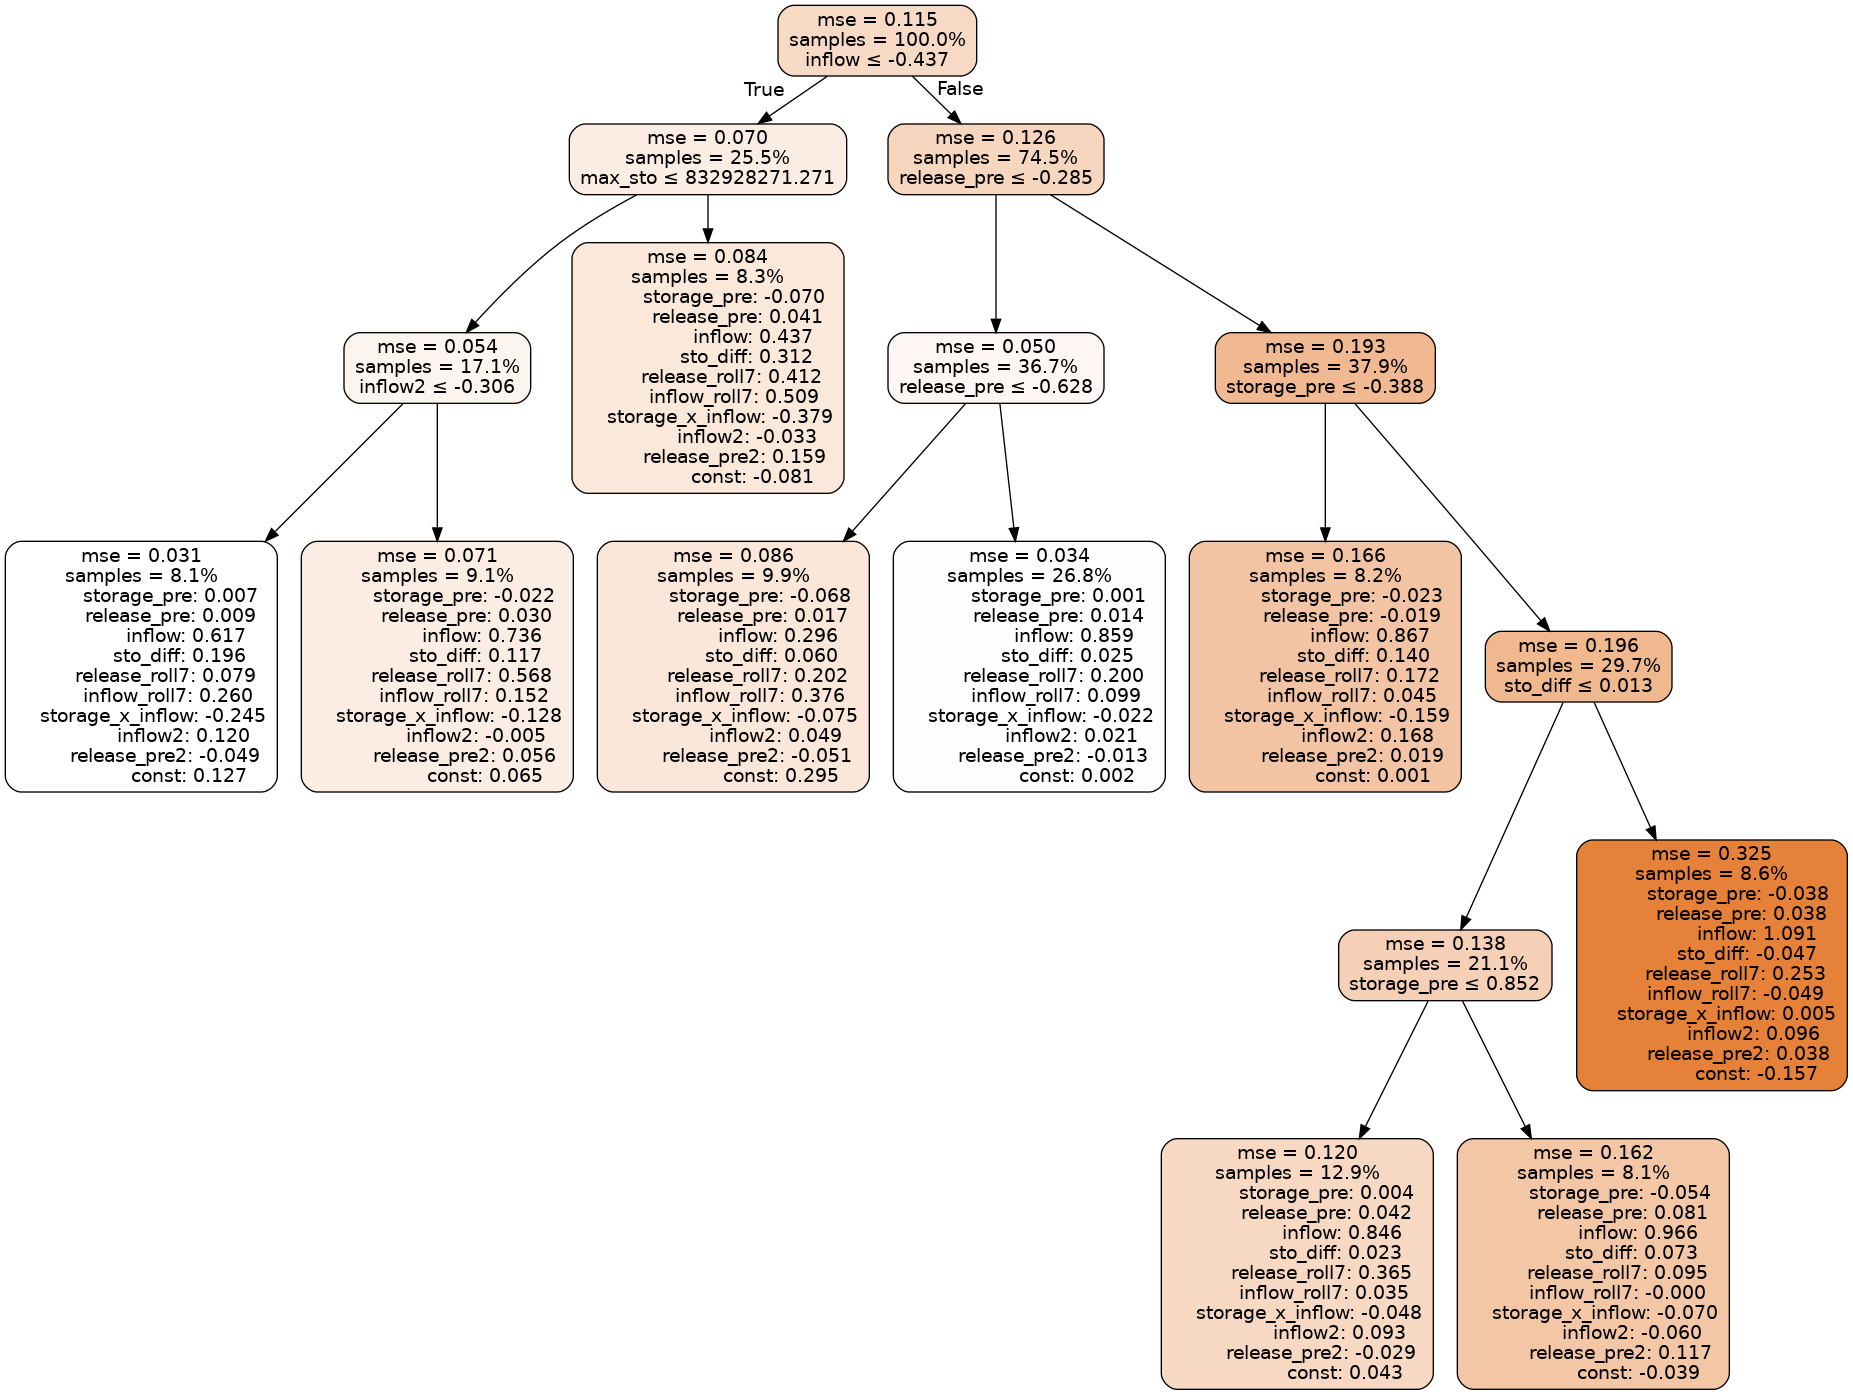 mse = 0.115
samples = 100.0%
inflow ≤ -0.437
True
False
mse = 0.070
samples = 25.5%
max_sto ≤ 832928271.271
mse = 0.126
samples = 74.5%
release_pre ≤ -0.285
mse = 0.054
samples = 17.1%
inflow2 ≤ -0.306
mse = 0.084
samples = 8.3%
storage_pre: -0.070
release_pre: 0.041
inflow: 0.437
sto_diff: 0.312
release_roll7: 0.412
inflow_roll7: 0.509
storage_x_inflow: -0.379
inflow2: -0.033
release_pre2: 0.159
const: -0.081
mse = 0.050
samples = 36.7%
release_pre ≤ -0.628
mse = 0.193
samples = 37.9%
storage_pre ≤ -0.388
mse = 0.031
samples = 8.1%
storage_pre: 0.007
release_pre: 0.009
inflow: 0.617
sto_diff: 0.196
release_roll7: 0.079
inflow_roll7: 0.260
storage_x_inflow: -0.245
inflow2: 0.120
release_pre2: -0.049
const: 0.127
mse = 0.071
samples = 9.1%
storage_pre: -0.022
release_pre: 0.030
inflow: 0.736
sto_diff: 0.117
release_roll7: 0.568
inflow_roll7: 0.152
storage_x_inflow: -0.128
inflow2: -0.005
release_pre2: 0.056
const: 0.065
mse = 0.086
samples = 9.9%
storage_pre: -0.068
release_pre: 0.017
inflow: 0.296
sto_diff: 0.060
release_roll7: 0.202
inflow_roll7: 0.376
storage_x_inflow: -0.075
inflow2: 0.049
release_pre2: -0.051
const: 0.295
mse = 0.034
samples = 26.8%
storage_pre: 0.001
release_pre: 0.014
inflow: 0.859
sto_diff: 0.025
release_roll7: 0.200
inflow_roll7: 0.099
storage_x_inflow: -0.022
inflow2: 0.021
release_pre2: -0.013
const: 0.002
mse = 0.166
samples = 8.2%
storage_pre: -0.023
release_pre: -0.019
inflow: 0.867
sto_diff: 0.140
release_roll7: 0.172
inflow_roll7: 0.045
storage_x_inflow: -0.159
inflow2: 0.168
release_pre2: 0.019
const: 0.001
mse = 0.196
samples = 29.7%
sto_diff ≤ 0.013
mse = 0.138
samples = 21.1%
storage_pre ≤ 0.852
mse = 0.325
samples = 8.6%
storage_pre: -0.038
release_pre: 0.038
inflow: 1.091
sto_diff: -0.047
release_roll7: 0.253
inflow_roll7: -0.049
storage_x_inflow: 0.005
inflow2: 0.096
release_pre2: 0.038
const: -0.157
mse = 0.120
samples = 12.9%
storage_pre: 0.004
release_pre: 0.042
inflow: 0.846
sto_diff: 0.023
release_roll7: 0.365
inflow_roll7: 0.035
storage_x_inflow: -0.048
inflow2: 0.093
release_pre2: -0.029
const: 0.043
mse = 0.162
samples = 8.1%
storage_pre: -0.054
release_pre: 0.081
inflow: 0.966
sto_diff: 0.073
release_roll7: 0.095
inflow_roll7: -0.000
storage_x_inflow: -0.070
inflow2: -0.060
release_pre2: 0.117
const: -0.039